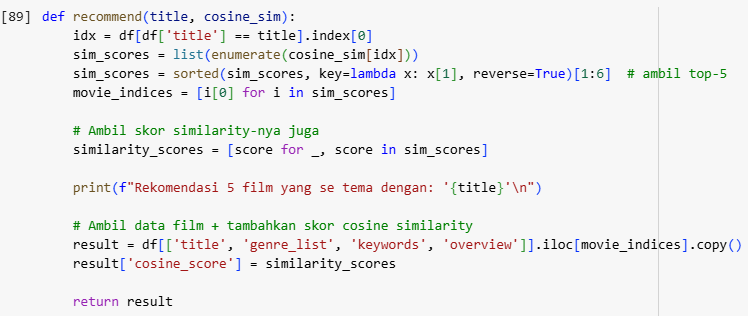 [89] def recommend(title, cosine_sim):
    idx = df[df['title'] == title].index[0]
    sim_scores = list(enumerate(cosine_sim[idx]))
    sim_scores = sorted(sim_scores, key=lambda x: x[1], reverse=True)[1:6]  # ambil top-5
    movie_indices = [i[0] for i in sim_scores]

    # Ambil skor similarity-nya juga
    similarity_scores = [score for _, score in sim_scores]

    print(f"Rekomendasi 5 film yang se tema dengan: '{title}'\n")

    # Ambil data film + tambahkan skor cosine similarity
    result = df[['title', 'genre_list', 'keywords', 'overview']].iloc[movie_indices].copy()
    result['cosine_score'] = similarity_scores

    return result